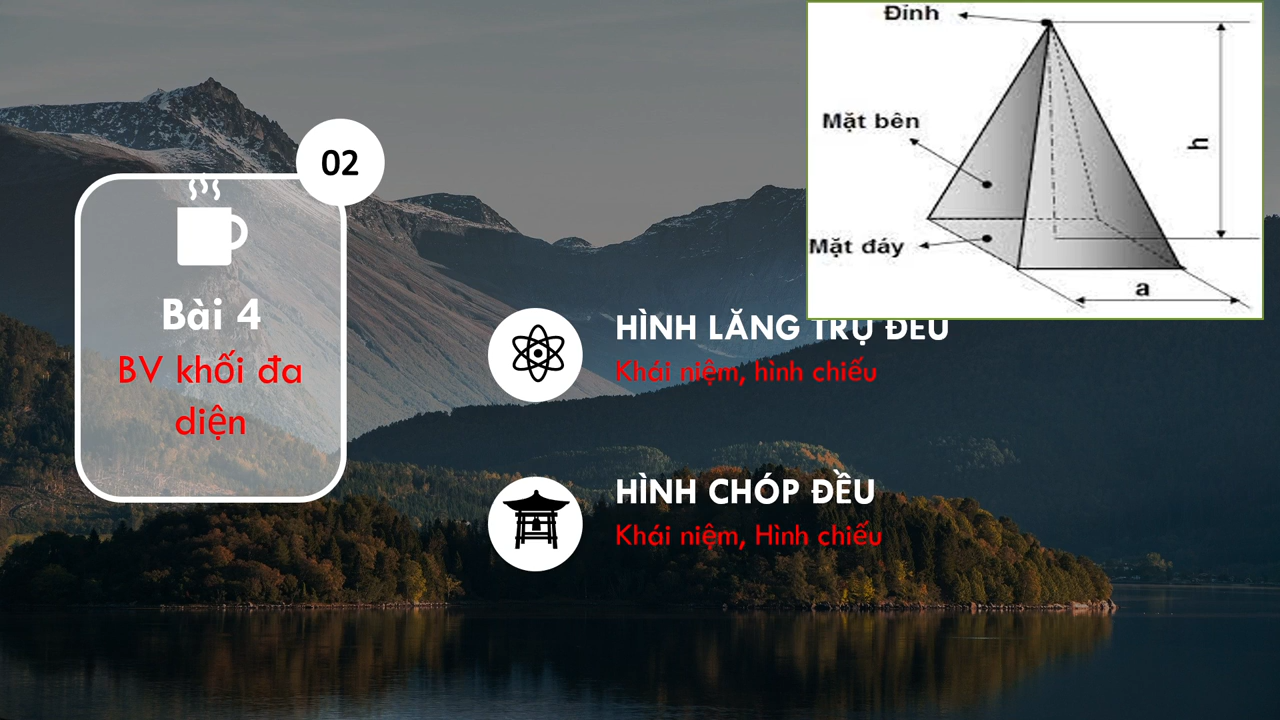 02
Bài 4
BV khối đa
diện
HÌNH LĂNG TRỤ ĐỀU
Khái niệm, hình chiếu
HÌNH CHÓP ĐỀU
Khái niệm, Hình chiếu
Đỉnh
Mặt bên
Mặt đáy
h
a